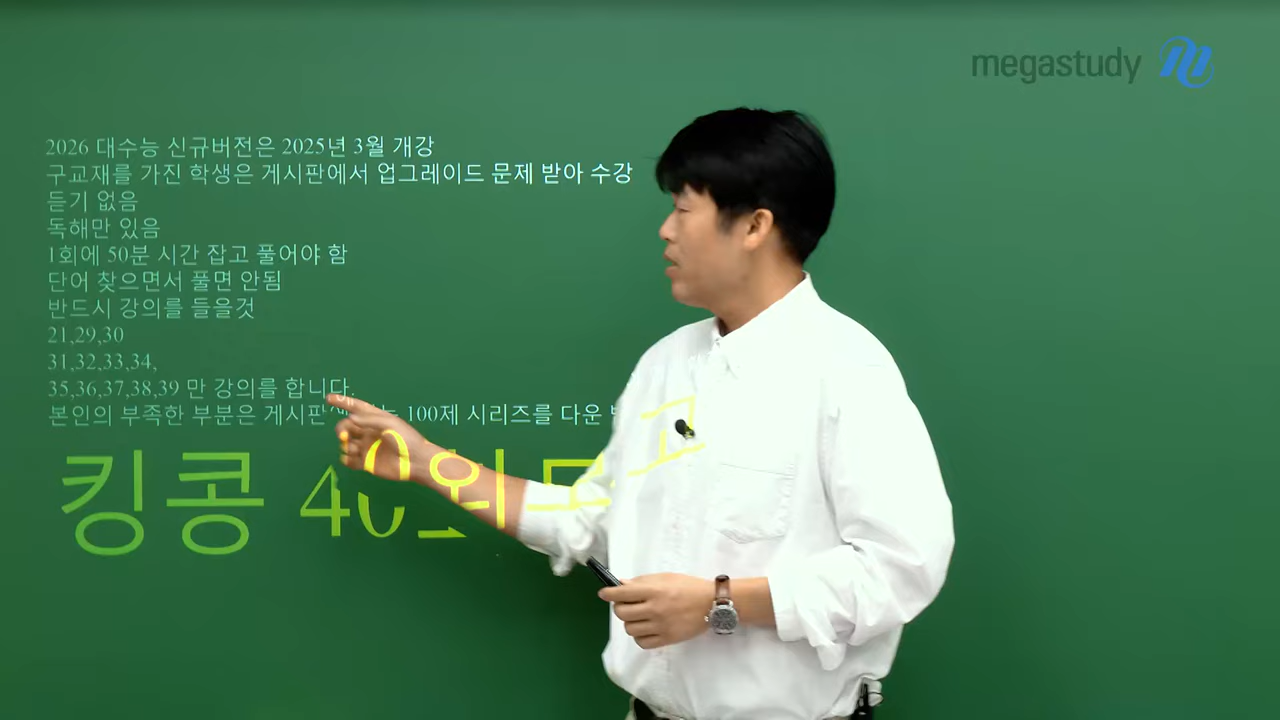 megastudy
2026 대수능 신규버전은 2025년 3월 개강
구교재를 가진 학생은 게시판에서 업그레이드 문제 받아 수강
듣기 없음
독해만 있음
1회에 50분 시간 잡고 풀어야 함
단어 찾으면서 풀면 안됨
반드시 강의를 들을것
21,29,30
31,32,33,34,
35,36,37,38,39 만 강의를 합니다.
본인의 부족한 부분은 100제 시리즈를 다운
킹콩 40회모고